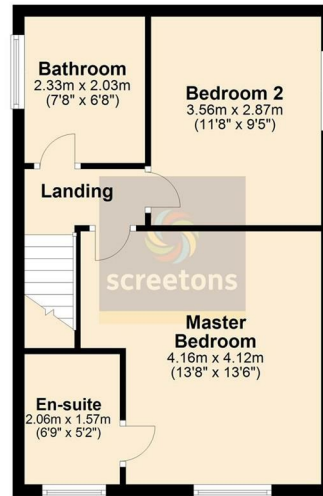 Bathroom
2.33m x 2.03m
(7'8" x 6'8")
Bedroom 2
3.56m x 2.87m
(11'8" x 9'5")
Landing
screetons
Master
Bedroom
4.16m x 4.12m
(13'8" x 13'6")
En-suite
2.06m x 1.57m
(6'9" x 5'2")